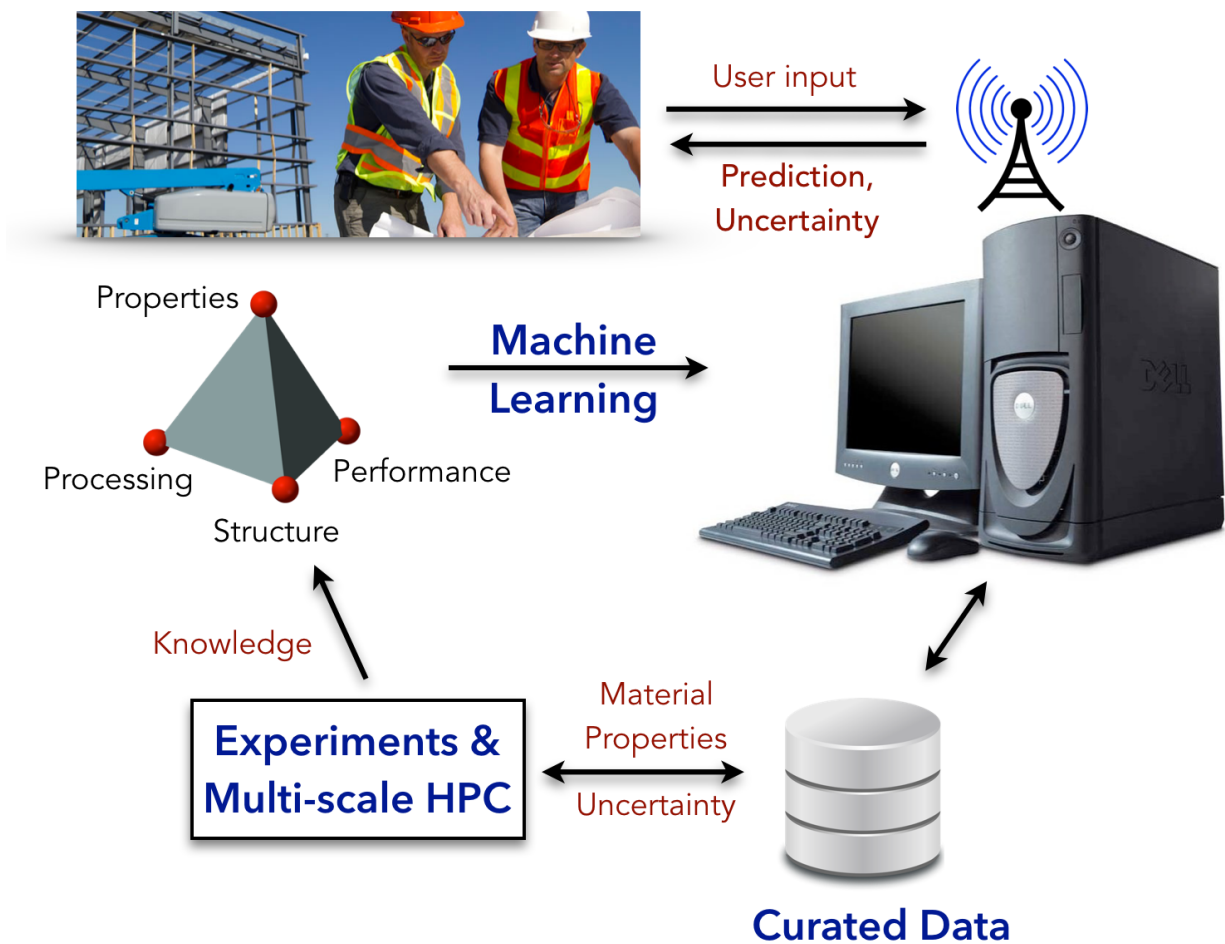 User input
Prediction,
Uncertainty
Properties
Machine
Learning
Processing
Performance
Structure
DELL
DELL
Knowledge
Material
Properties
Experiments &
Multi-scale HPC
Uncertainty
Curated Data